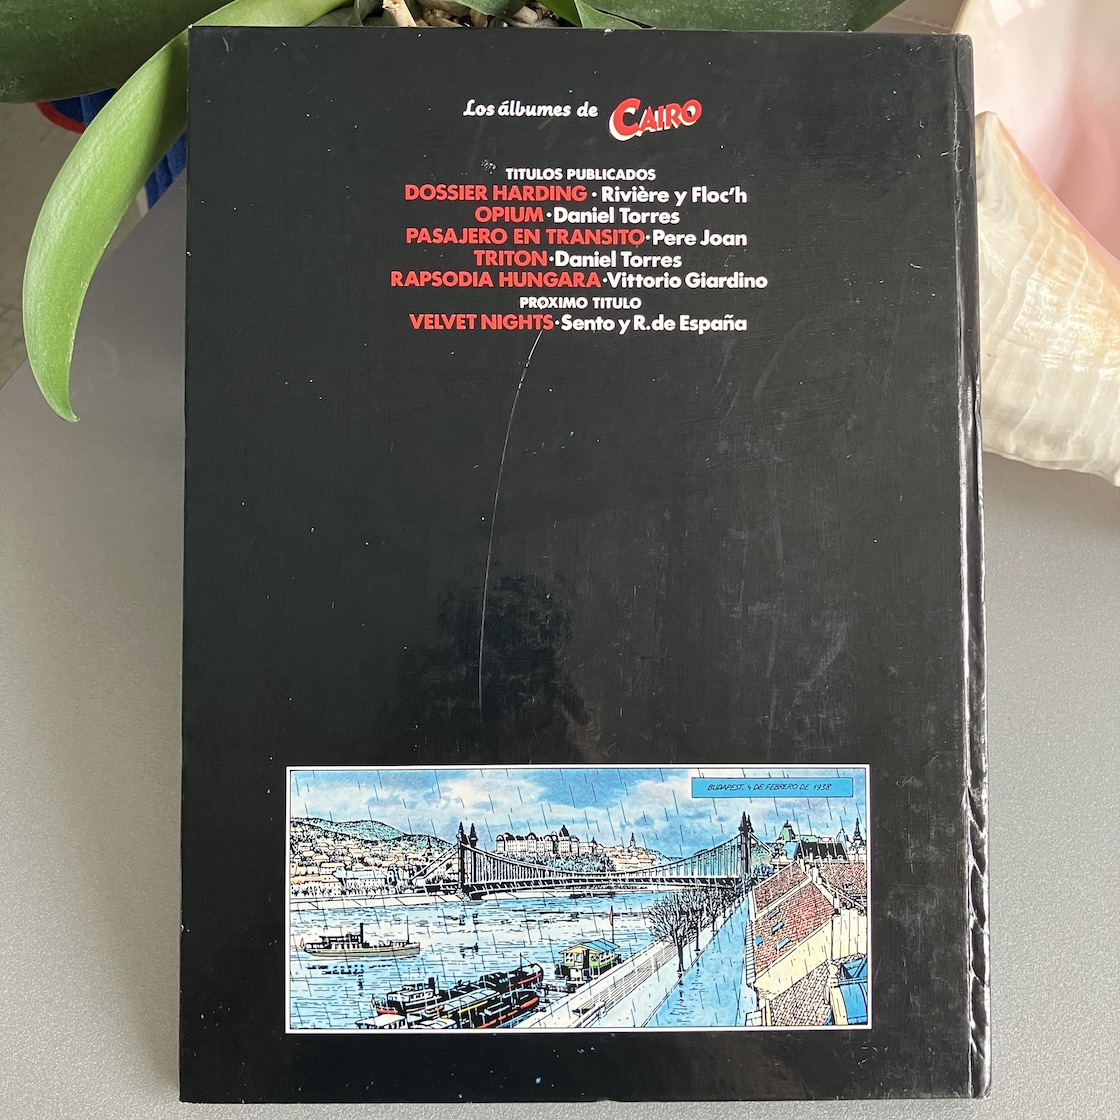 Los álbumes de CAIRO
TITULOS PUBLICADOS
DOSSIER HARDING · Rivière y Floc'h
OPIUM · Daniel Torres
PASAJERO EN TRANSITO · Pere Joan
TRITON · Daniel Torres
RAPSODIA HUNGARA · Vittorio Giardino
PROXIMO TITULO
VELVET NIGHTS · Sento y R. de España
BUDAPEST, 4 DE FEBRERO DE 1938